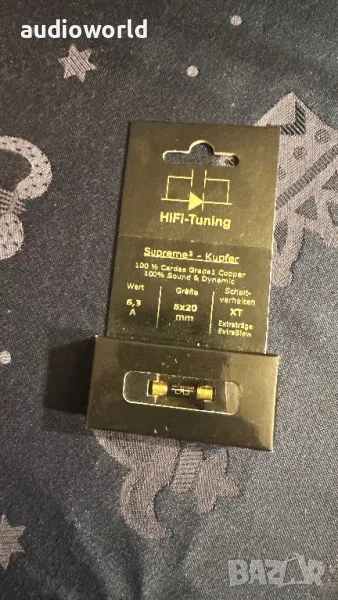 audioworld
HiFi-Tuning
Supreme³ - Kupfer
100 % Cardas Grade1 Copper
100% Sound & Dynamic
Wert Größe Schalt-
verhalten
6,3 A 5x20 mm XT
Extraträge
ExtraSlow
BAZAR